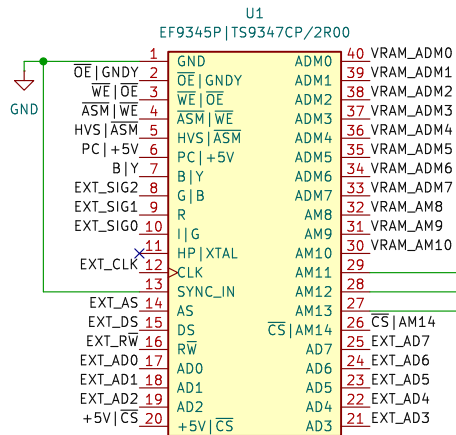 U1
EF9345P|TS9347CP/2R00
1 GND ADM0 40 VRAM_ADM0
OE|GNDY 2 OE|GNDY ADM1 39 VRAM_ADM1
WE|OE 3 WE|OE ADM2 38 VRAM_ADM2
ASM|WE 4 ASM|WE ADM3 37 VRAM_ADM3
HVS|ASM 5 HVS|ASM ADM4 36 VRAM_ADM4
PC|+5V 6 PC|+5V ADM5 35 VRAM_ADM5
B|Y 7 B|Y ADM6 34 VRAM_ADM6
EXT_SIG2 8 G|B ADM7 33 VRAM_ADM7
EXT_SIG1 9 R AM8 32 VRAM_AM8
EXT_SIG0 10 I|G AM9 31 VRAM_AM9
11 HP|XTAL AM10 30 VRAM_AM10
EXT_CLK 12 CLK AM11 29
13 SYNC_IN AM12 28
EXT_AS 14 AS AM13 27
EXT_DS 15 DS CS|AM14 26 CS|AM14
EXT_RW 16 RW AD7 25 EXT_AD7
EXT_AD0 17 AD0 AD6 24 EXT_AD6
EXT_AD1 18 AD1 AD5 23 EXT_AD5
EXT_AD2 19 AD2 AD4 22 EXT_AD4
+5V|CS 20 +5V|CS AD3 21 EXT_AD3
GND